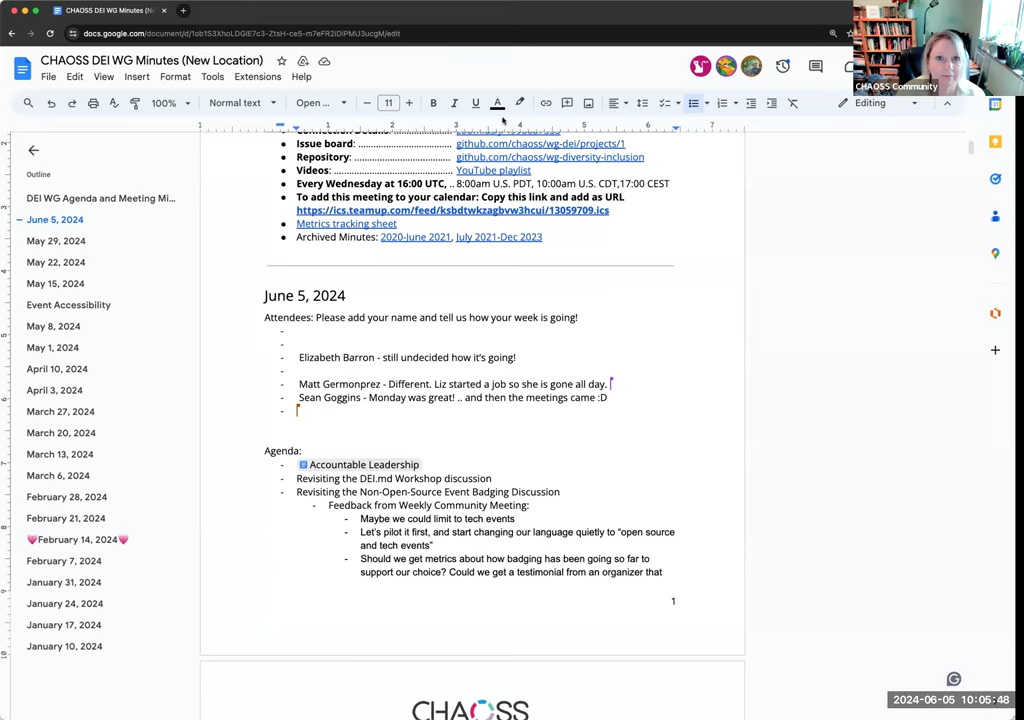 CHAOSS DEI WG Minutes (N
docs.google.com/document/d/1ob1S3XhoLDGIE7c3-ZtsH-ce5-m7eFR2iDiPMU3ucgM/edit
CHAOSS Community
CHAOSS DEI WG Minutes (New Location)
File Edit View Insert Format Tools Extensions Help
100% Normal text Open ... 11 B I U A Editing
1 1 2 3 4 5 6 7
Issue board: github.com/chaoss/wg-dei/projects/1
Repository: github.com/chaoss/wg-diversity-inclusion
Videos: YouTube playlist
Every Wednesday at 16:00 UTC, .. 8:00am U.S. PDT, 10:00am U.S. CDT,17:00 CEST
To add this meeting to your calendar: Copy this link and add as URL
https://ics.teamup.com/feed/ksbdtwkzagbvw3hcui/13059709.ics
Metrics tracking sheet
Archived Minutes: 2020-June 2021, July 2021-Dec 2023
Outline
DEI WG Agenda and Meeting Mi...
June 5, 2024
May 29, 2024
May 22, 2024
May 15, 2024
Event Accessibility
May 8, 2024
May 1, 2024
April 10, 2024
April 3, 2024
March 27, 2024
March 20, 2024
March 13, 2024
March 6, 2024
February 28, 2024
February 21, 2024
💗February 14, 2024💗
February 7, 2024
January 31, 2024
January 24, 2024
January 17, 2024
January 10, 2024
June 5, 2024
Attendees: Please add your name and tell us how your week is going!
-
-
- Elizabeth Barron - still undecided how it's going!
-
- Matt Germonprez - Different. Liz started a job so she is gone all day.
- Sean Goggins - Monday was great! .. and then the meetings came :D
-
Agenda:
- Accountable Leadership
- Revisiting the DEI.md Workshop discussion
- Revisiting the Non-Open-Source Event Badging Discussion
- Feedback from Weekly Community Meeting:
- Maybe we could limit to tech events
- Let's pilot it first, and start changing our language quietly to "open source
and tech events"
- Should we get metrics about how badging has been going so far to
support our choice? Could we get a testimonial from an organizer that
1
CHAOSS
2024-06-05 10:05:48